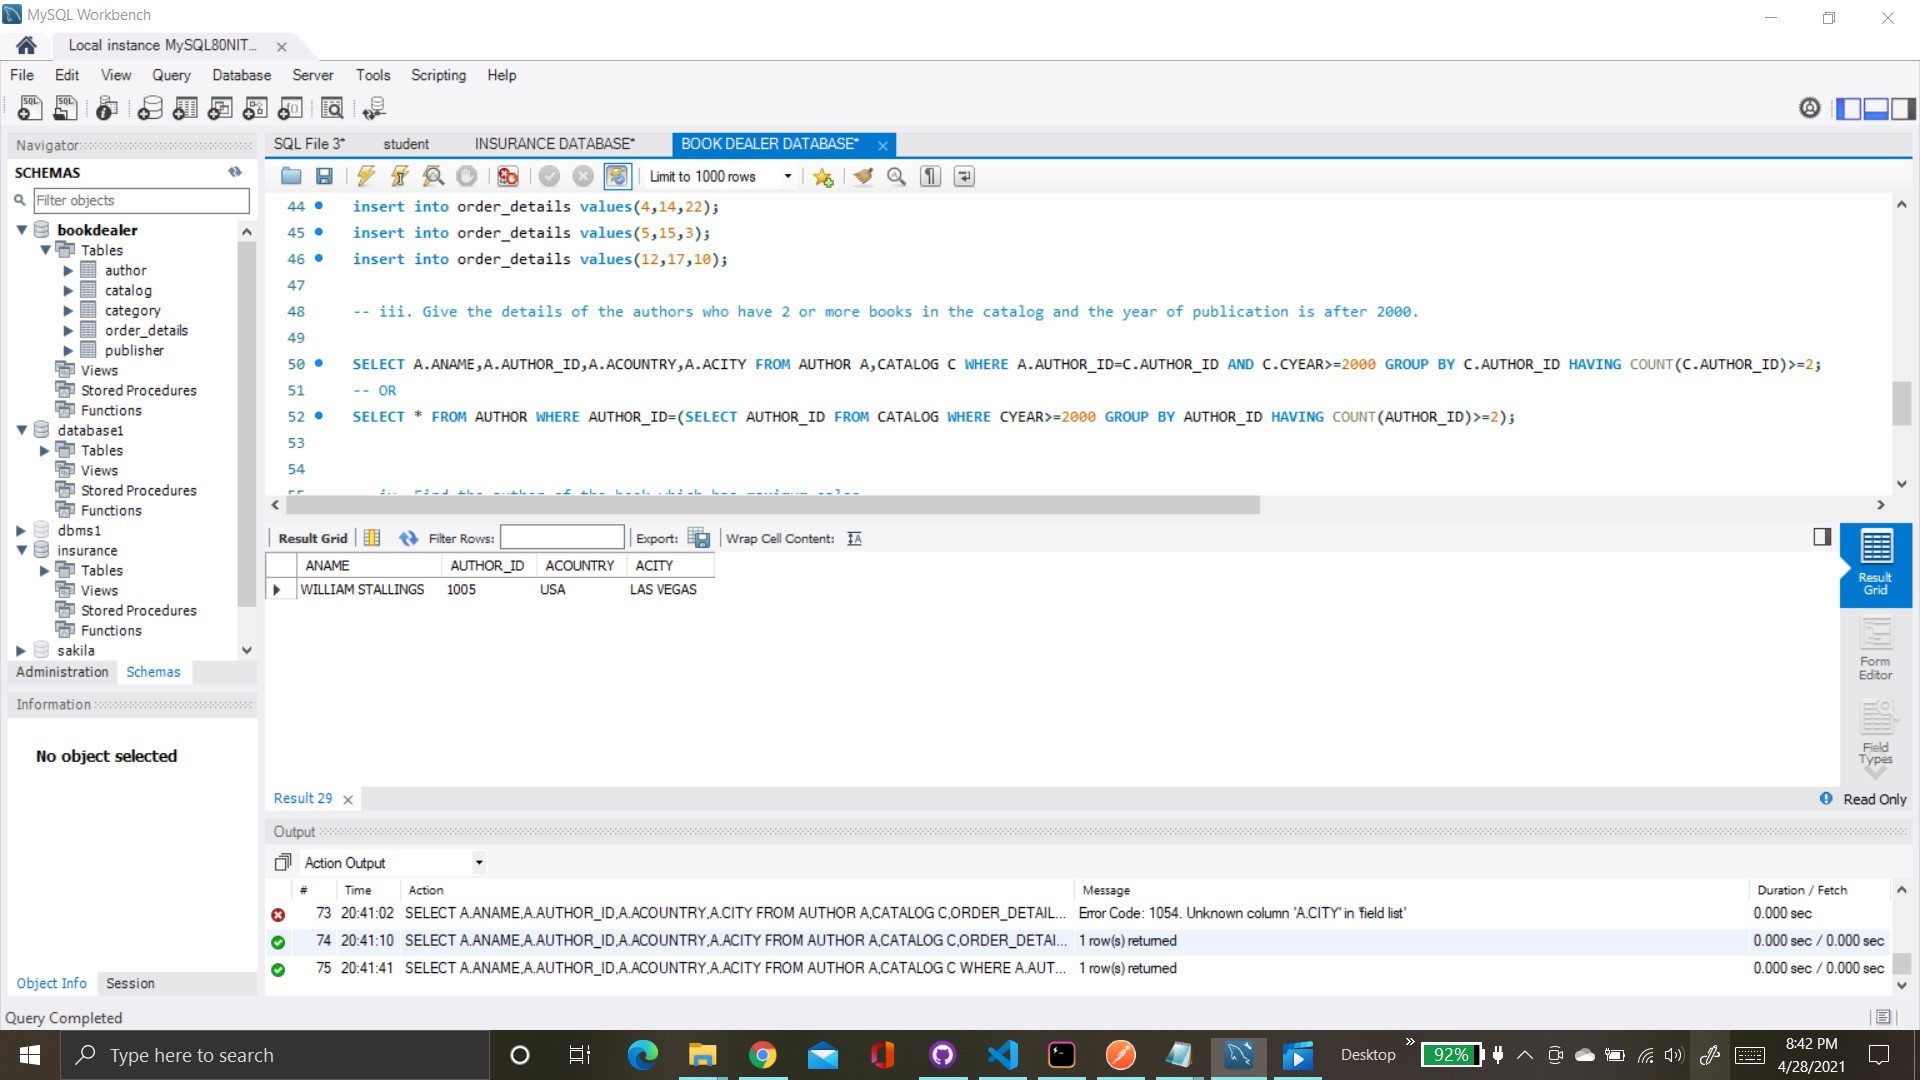 MySQL Workbench
Local instance MySQL80NIT...
File Edit View Query Database Server Tools Scripting Help
Navigator
SCHEMAS
Filter objects
bookdealer
Tables
author
catalog
category
order_details
publisher
Views
Stored Procedures
Functions
database1
Tables
Views
Stored Procedures
Functions
dbms1
insurance
Tables
Views
Stored Procedures
Functions
sakila
Administration Schemas
Information
No object selected
Object Info Session
Query Completed
SQL File 3* student INSURANCE DATABASE* BOOK DEALER DATABASE*
Limit to 1000 rows
44 insert into order_details values(4,14,22);
45 insert into order_details values(5,15,3);
46 insert into order_details values(12,17,10);
47
48 -- iii. Give the details of the authors who have 2 or more books in the catalog and the year of publication is after 2000.
49
50 SELECT A.ANAME,A.AUTHOR_ID,A.ACOUNTRY,A.ACITY FROM AUTHOR A,CATALOG C WHERE A.AUTHOR_ID=C.AUTHOR_ID AND C.CYEAR>=2000 GROUP BY C.AUTHOR_ID HAVING COUNT(C.AUTHOR_ID)>=2;
51 -- OR
52 SELECT * FROM AUTHOR WHERE AUTHOR_ID=(SELECT AUTHOR_ID FROM CATALOG WHERE CYEAR>=2000 GROUP BY AUTHOR_ID HAVING COUNT(AUTHOR_ID)>=2);
53
54
Result Grid Filter Rows: Export: Wrap Cell Content:
ANAME AUTHOR_ID ACOUNTRY ACITY
WILLIAM STALLINGS 1005 USA LAS VEGAS
Result Grid
Form Editor
Field Types
Result 29
Read Only
Output
Action Output
# Time Action Message Duration / Fetch
73 20:41:02 SELECT A.ANAME,A.AUTHOR_ID,A.ACOUNTRY,A.CITY FROM AUTHOR A,CATALOG C,ORDER_DETAIL... Error Code: 1054. Unknown column 'A.CITY' in 'field list' 0.000 sec
74 20:41:10 SELECT A.ANAME,A.AUTHOR_ID,A.ACOUNTRY,A.ACITY FROM AUTHOR A,CATALOG C,ORDER_DETAI... 1 row(s) returned 0.000 sec / 0.000 sec
75 20:41:41 SELECT A.ANAME,A.AUTHOR_ID,A.ACOUNTRY,A.ACITY FROM AUTHOR A,CATALOG C WHERE A.AUT... 1 row(s) returned 0.000 sec / 0.000 sec
Type here to search
Desktop
92%
8:42 PM
4/28/2021